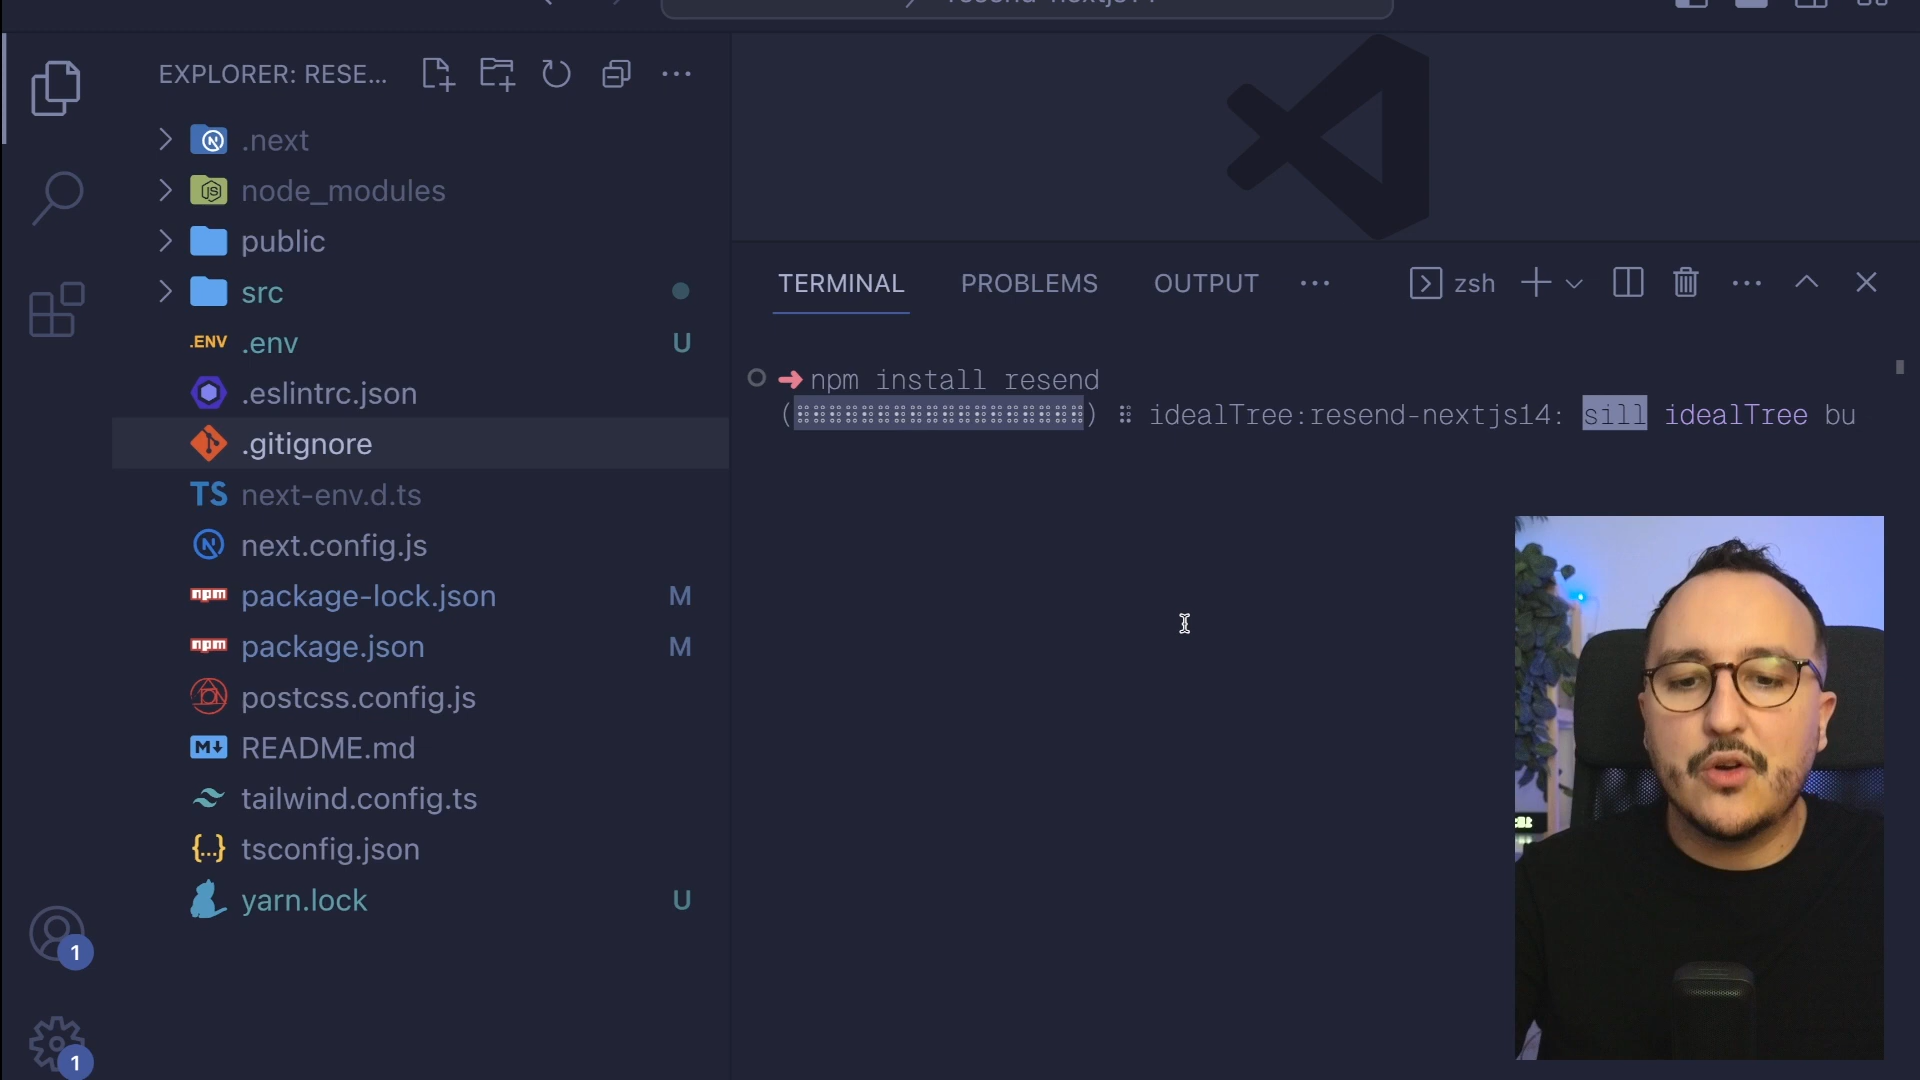 EXPLORER: RESE...
.next
node_modules
public
src
.ENV .env U
.eslintrc.json
.gitignore
TS next-env.d.ts
next.config.js
npm package-lock.json M
npm package.json M
postcss.config.js
README.md
tailwind.config.ts
{...} tsconfig.json
yarn.lock U
1
1
TERMINAL PROBLEMS OUTPUT zsh
npm install resend
idealTree:resend-nextjs14: sill idealTree bu